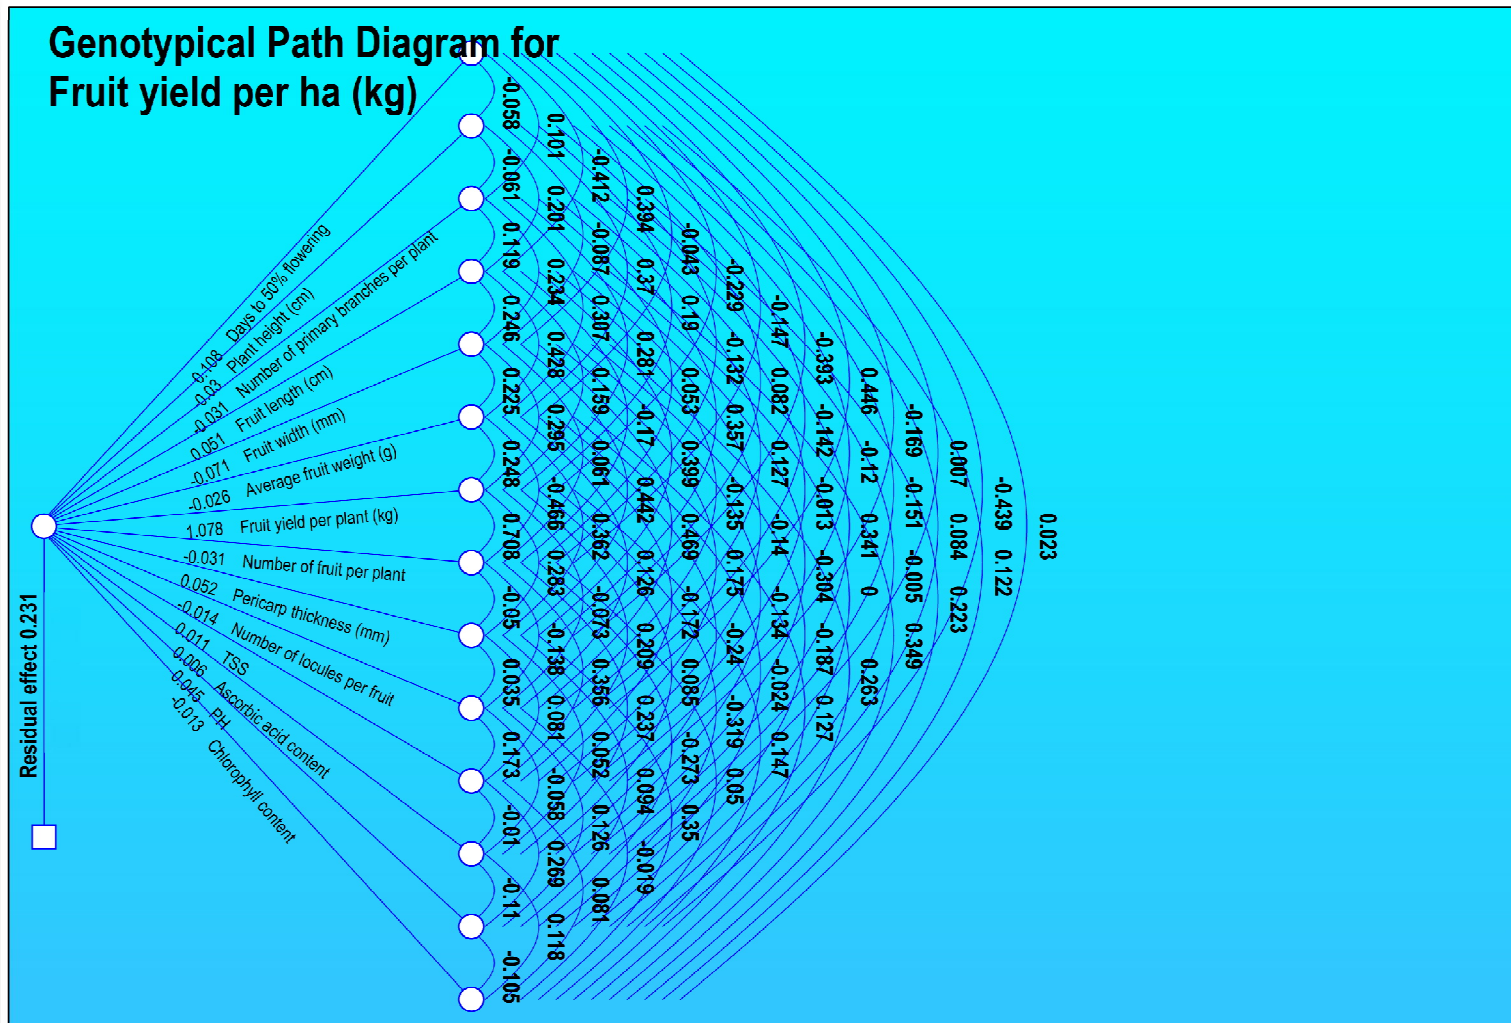 Genotypical Path Diagram for
Fruit yield per ha (kg)
0.108 Days to 50% flowering
-0.03 Plant height (cm)
-0.031 Number of primary branches per plant
0.051 Fruit length (cm)
-0.071 Fruit width (mm)
-0.026 Average fruit weight (g)
1.078 Fruit yield per plant (kg)
-0.031 Number of fruit per plant
0.052 Pericarp thickness (mm)
-0.014 Number of locules per fruit
0.011 TSS
0.006 Ascorbic acid content
0.045 PH
-0.013 Chlorophyll content
Residual effect 0.231
-0.058 -0.061 0.119 0.246 0.225 0.248 0.708 -0.05 0.035 0.173 -0.01 -0.11 -0.105
0.101 0.201 0.234 0.428 0.295 -0.466 0.283 -0.138 0.081 -0.058 0.269 0.118
-0.412 -0.087 0.307 0.159 0.061 0.362 -0.073 0.356 0.052 0.126 0.081
0.394 0.37 0.281 -0.17 0.442 0.126 0.209 0.237 0.094 -0.019
-0.043 0.19 0.053 0.399 0.469 -0.172 0.085 -0.273 0.35
-0.229 -0.132 0.357 -0.135 0.175 -0.24 -0.319 0.05
-0.147 0.082 0.127 -0.14 -0.134 -0.024 0.147
-0.393 -0.142 -0.013 -0.304 -0.187 0.127
0.446 -0.12 0.341 0 0.263
-0.169 -0.151 -0.005 0.349
0.007 0.084 0.223
-0.439 0.122
0.023